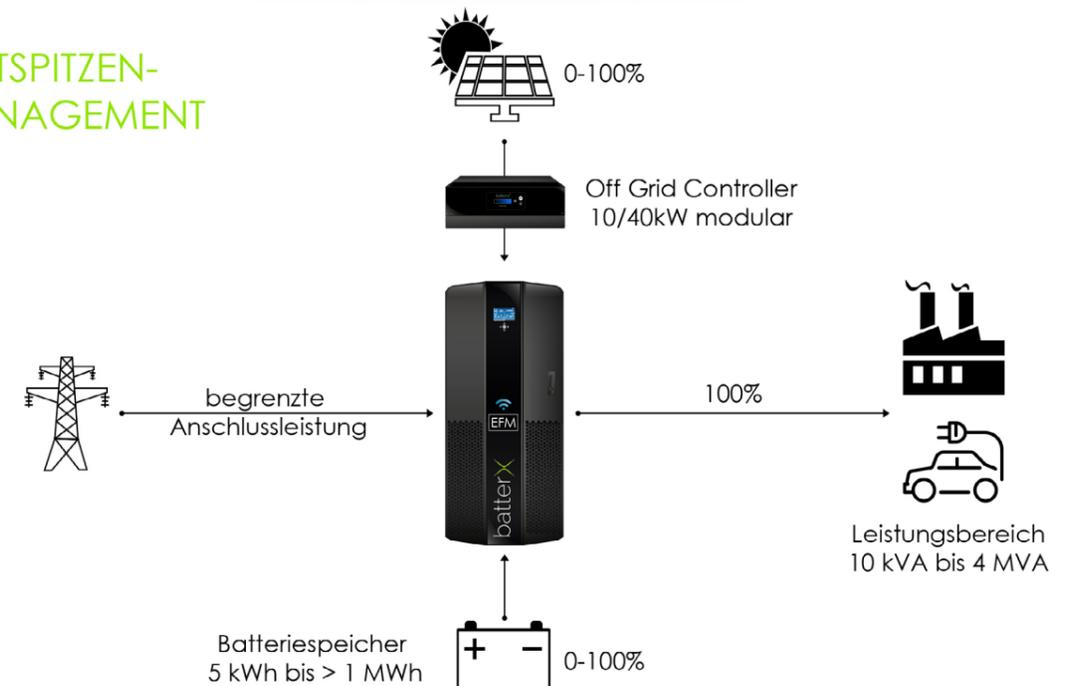 TSPITZEN-
NAGEMENT
0-100%
Off Grid Controller
10/40kW modular
begrenzte
Anschlussleistung
EFM
batterX
100%
Leistungsbereich
10 kVA bis 4 MVA
Batteriespeicher
5 kWh bis > 1 MWh
+ −
0-100%